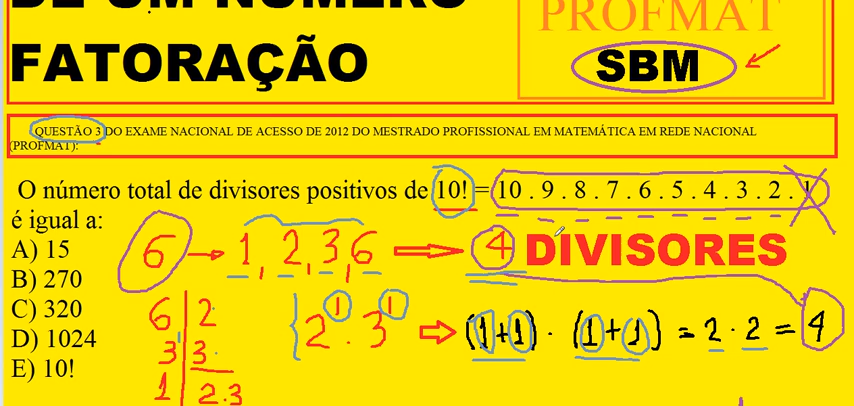 DE UM NÚMERO
PROFMAT
FATORAÇÃO
SBM
QUESTÃO 3 DO EXAME NACIONAL DE ACESSO DE 2012 DO MESTRADO PROFISSIONAL EM MATEMÁTICA EM REDE NACIONAL
(PROFMAT):
O número total de divisores positivos de 10! = 10 . 9 . 8 . 7 . 6 . 5 . 4 . 3 . 2 . 1
é igual a:
A) 15
B) 270
C) 320
D) 1024
E) 10!
6 → 1, 2, 3, 6 ⇒ 4 DIVISORES
6 | 2
3 | 3
1 | 2.3
2¹ . 3¹ ⇒ (1+1) . (1+1) = 2 . 2 = 4